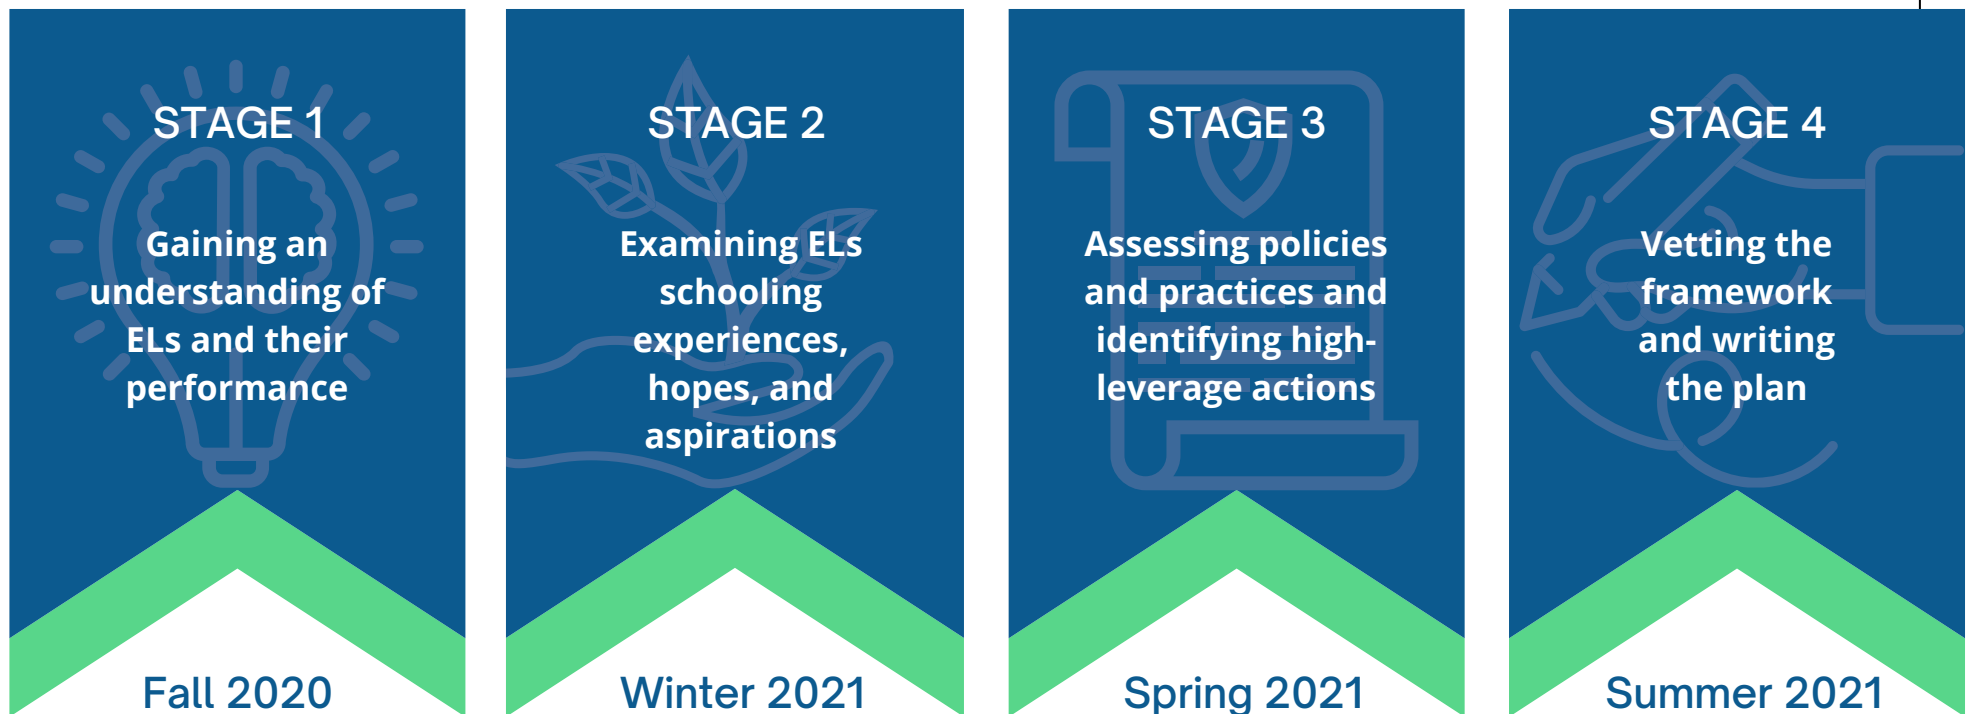 STAGE 1
Gaining an
understanding of
ELs and their
performance
Fall 2020
STAGE 2
Examining ELs
schooling
experiences,
hopes, and
aspirations
Winter 2021
STAGE 3
Assessing policies
and practices and
identifying high-
leverage actions
Spring 2021
STAGE 4
Vetting the
framework
and writing
the plan
Summer 2021